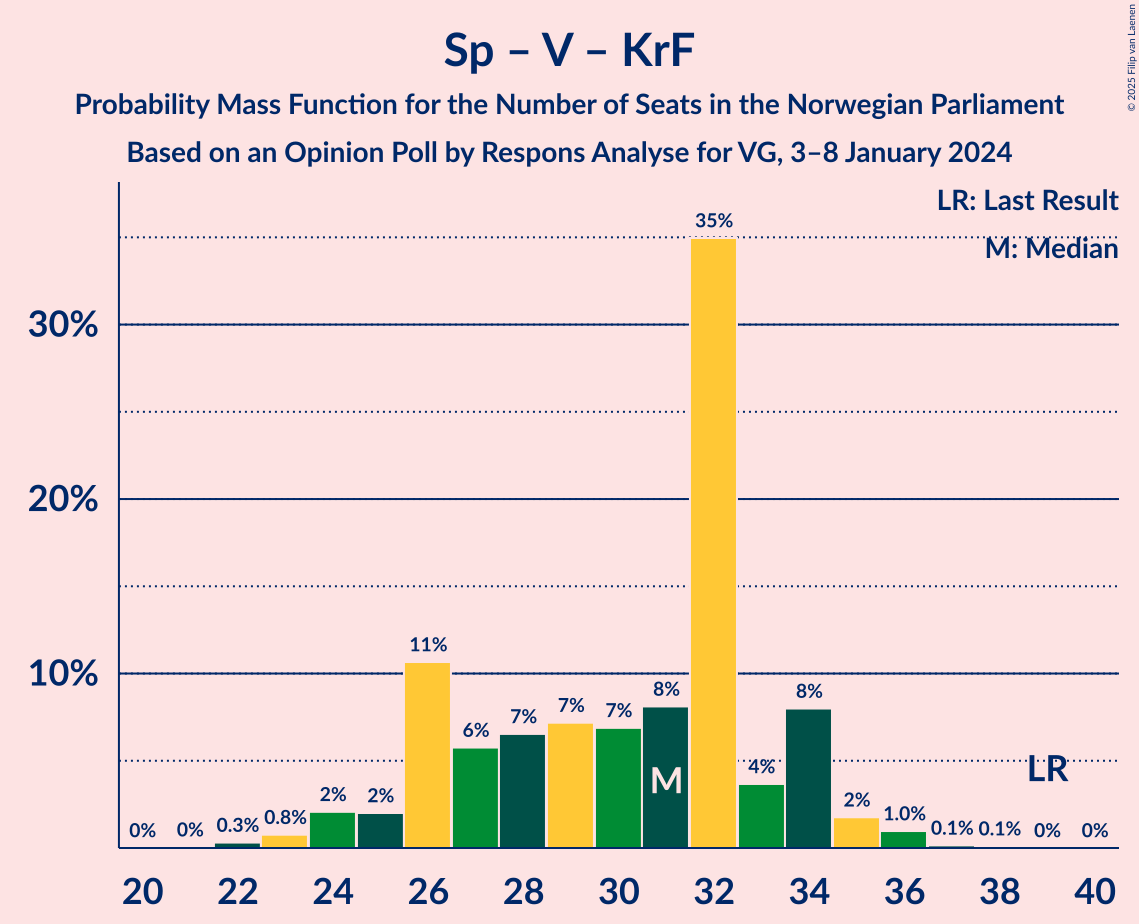 Sp – V – KrF
Probability Mass Function for the Number of Seats in the Norwegian Parliament
Based on an Opinion Poll by Respons Analyse for VG, 3–8 January 2024
© 2025 Filip van Laenen
LR: Last Result
M: Median
30%
20%
10%
0%
0%
0.3%
0.8%
2%
2%
11%
6%
7%
7%
7%
8%
35%
4%
8%
2%
1.0%
0.1%
0.1%
0%
0%
M
LR
20 22 24 26 28 30 32 34 36 38 40